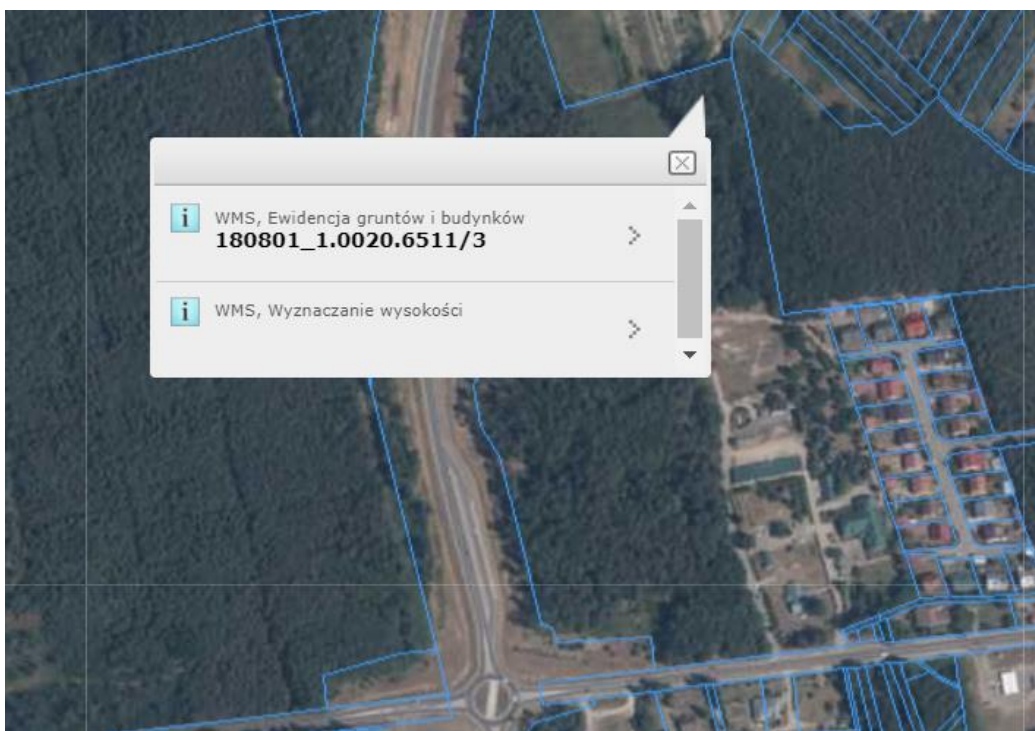 WMS, Ewidencja gruntów i budynków
180801_1.0020.6511/3
WMS, Wyznaczanie wysokości